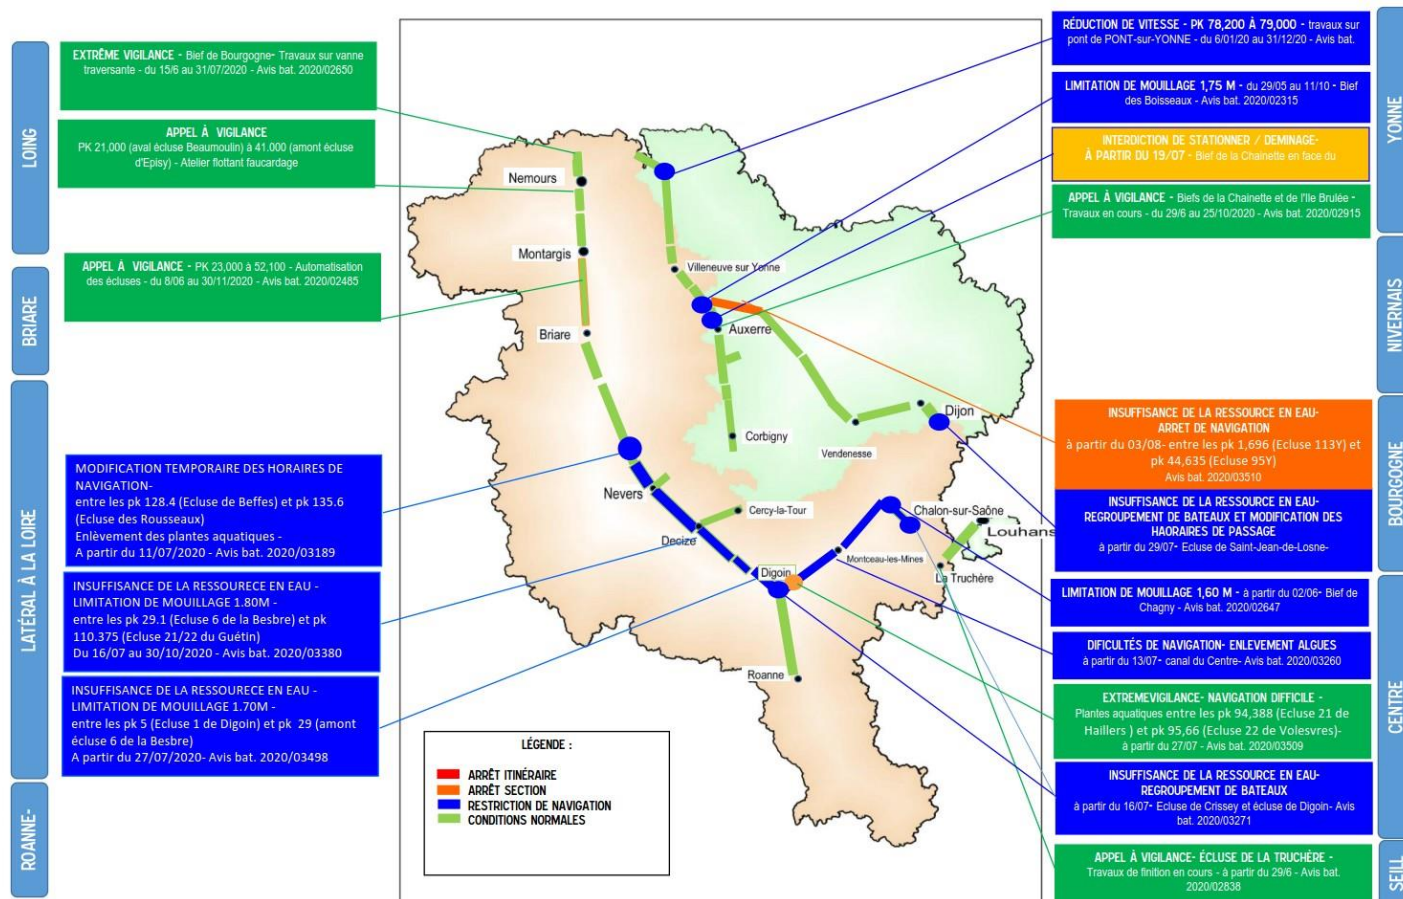 LOING
BRIARE
LATÉRAL À LA LOIRE
ROANNE-
EXTRÊME VIGILANCE - Bief de Bourgogne- Travaux sur vanne
traversante - du 15/6 au 31/07/2020 - Avis bat. 2020/02650
APPEL À VIGILANCE
PK 21,000 (aval écluse Beaumoulin) à 41.000 (amont écluse
d'Episy) - Atelier flottant faucardage
APPEL À VIGILANCE - PK 23,000 à 52,100 - Automatisation
des écluses - du 8/06 au 30/11/2020 - Avis bat. 2020/02485
MODIFICATION TEMPORAIRE DES HORAIRES DE
NAVIGATION-
entre les pk 128.4 (Ecluse de Beffes) et pk 135.6
(Ecluse des Rousseaux)
Enlèvement des plantes aquatiques -
A partir du 11/07/2020 - Avis bat. 2020/03189
INSUFFISANCE DE LA RESSOURECE EN EAU -
LIMITATION DE MOUILLAGE 1.80M -
entre les pk 29.1 (Ecluse 6 de la Besbre) et pk
110.375 (Ecluse 21/22 du Guétin)
Du 16/07 au 30/10/2020 - Avis bat. 2020/03380
INSUFFISANCE DE LA RESSOURECE EN EAU -
LIMITATION DE MOUILLAGE 1.70M -
entre les pk 5 (Ecluse 1 de Digoin) et pk 29 (amont
écluse 6 de la Besbre)
A partir du 27/07/2020- Avis bat. 2020/03498
Nemours
Montargis
Briare
Villeneuve sur Yonne
Auxerre
Corbigny
Vendenesse
Dijon
Nevers
Cercy-la-Tour
Decize
Digoin
Montceau-les-Mines
Chalon-sur-Saône
Louhans
La Truchère
Roanne
LÉGENDE :
ARRÊT ITINÉRAIRE
ARRÊT SECTION
RESTRICTION DE NAVIGATION
CONDITIONS NORMALES
RÉDUCTION DE VITESSE - PK 78,200 À 79,000 - travaux sur
pont de PONT-sur-YONNE - du 6/01/20 au 31/12/20 - Avis bat.
LIMITATION DE MOUILLAGE 1,75 M - du 29/05 au 11/10 - Bief
des Boisseaux - Avis bat. 2020/02315
INTERDICTION DE STATIONNER / DEMINAGE-
À PARTIR DU 19/07 - Bief de la Chainette en face du
APPEL À VIGILANCE - Biefs de la Chainette et de l'Ile Brulée -
Travaux en cours - du 29/6 au 25/10/2020 - Avis bat. 2020/02915
INSUFFISANCE DE LA RESSOURCE EN EAU-
ARRET DE NAVIGATION
à partir du 03/08- entre les pk 1,696 (Ecluse 113Y) et
pk 44,635 (Ecluse 95Y)
Avis bat. 2020/03510
INSUFFISANCE DE LA RESSOURCE EN EAU-
REGROUPEMENT DE BATEAUX ET MODIFICATION DES
HAORAIRES DE PASSAGE
à partir du 29/07- Ecluse de Saint-Jean-de-Losne-
LIMITATION DE MOUILLAGE 1,60 M - à partir du 02/06- Bief de
Chagny - Avis bat. 2020/02647
DIFICULTÉS DE NAVIGATION- ENLEVEMENT ALGUES
à partir du 13/07- canal du Centre- Avis bat. 2020/03260
EXTREMEVIGILANCE- NAVIGATION DIFFICILE -
Plantes aquatiques entre les pk 94,388 (Ecluse 21 de
Haillers ) et pk 95,66 (Ecluse 22 de Volesvres)-
à partir du 27/07 - Avis bat. 2020/03509
INSUFFISANCE DE LA RESSOURCE EN EAU-
REGROUPEMENT DE BATEAUX
à partir du 16/07- Ecluse de Crissey et écluse de Digoin- Avis
bat. 2020/03271
APPEL À VIGILANCE- ÉCLUSE DE LA TRUCHÈRE -
Travaux de finition en cours - à partir du 29/6 - Avis bat.
2020/02838
YONNE
NIVERNAIS
BOURGOGNE
CENTRE
SEILL